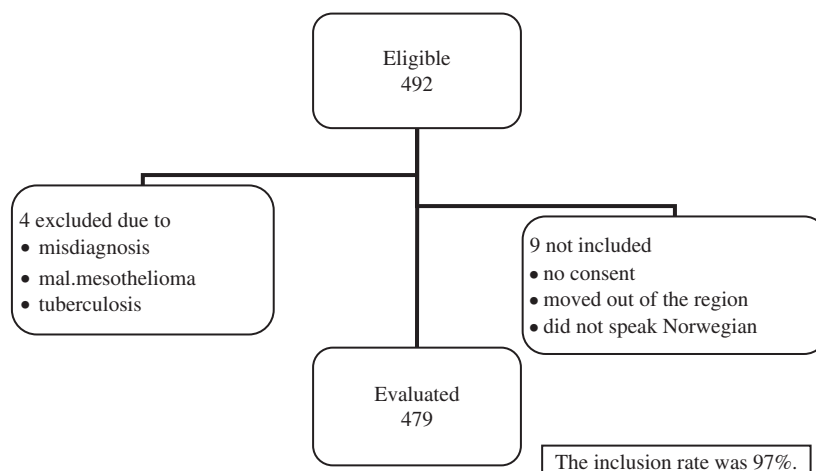 Eligible
492
4 excluded due to
• misdiagnosis
• mal.mesothelioma
• tuberculosis
9 not included
• no consent
• moved out of the region
• did not speak Norwegian
Evaluated
479
The inclusion rate was 97%.